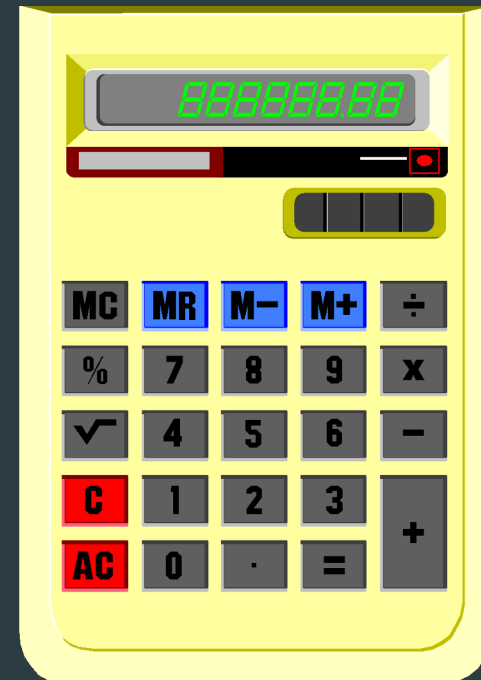 888888.88
MC MR M− M+ ÷
% 7 8 9 x
√ 4 5 6 −
C 1 2 3
+
AC 0 . =